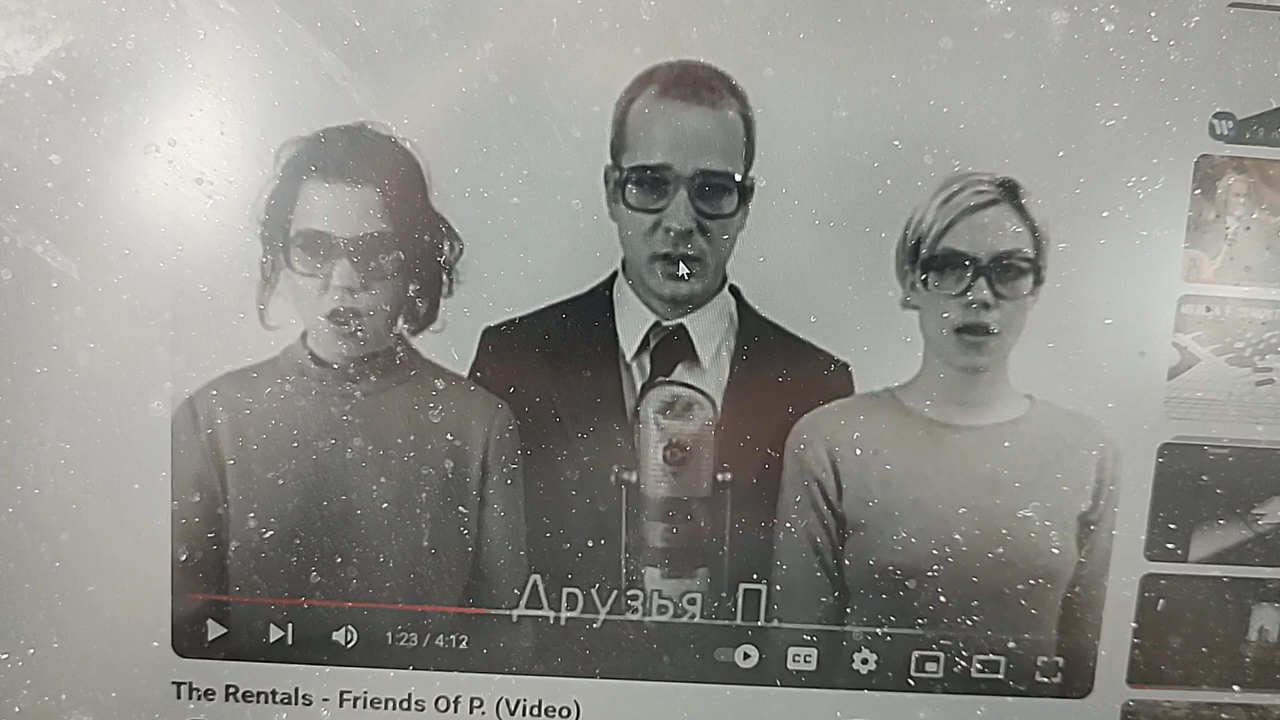 Друзья П.
1:23 / 4:12
CC
The Rentals - Friends Of P. (Video)